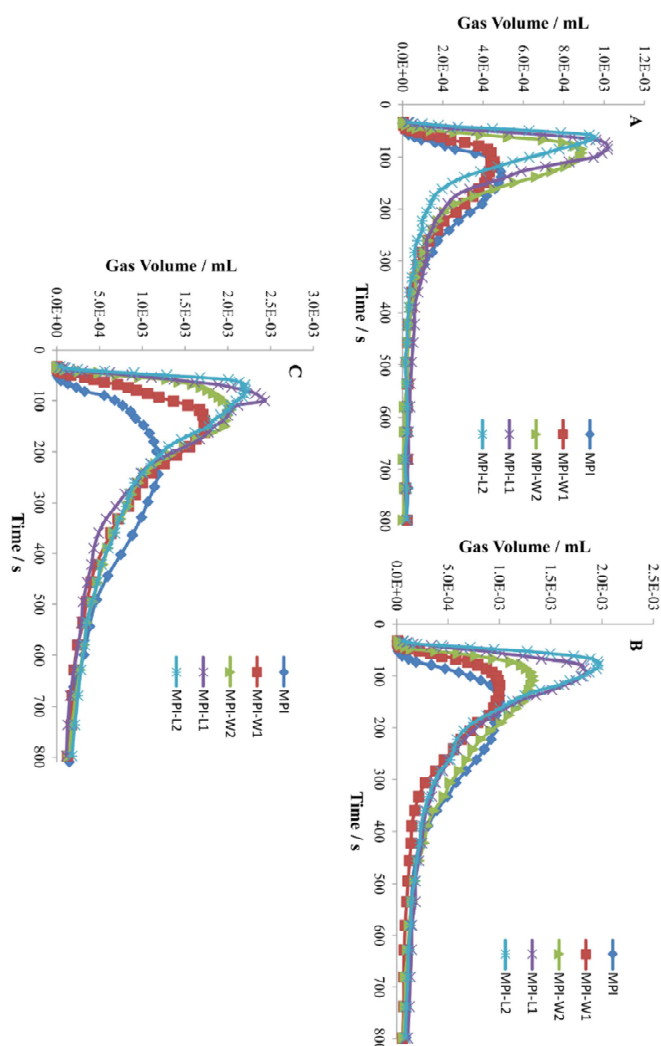 Gas Volume / mL
1.2E-03
1.0E-03
8.0E-04
6.0E-04
4.0E-04
2.0E-04
0.0E+00
A
0
100
200
300
400
500
600
700
800
Time / s
MPI
MPI-W1
MPI-W2
MPI-L1
MPI-L2
Gas Volume / mL
2.5E-03
2.0E-03
1.5E-03
1.0E-03
5.0E-04
0.0E+00
B
0
100
200
300
400
500
600
700
800
Time / s
MPI
MPI-W1
MPI-W2
MPI-L1
MPI-L2
Gas Volume / mL
3.0E-03
2.5E-03
2.0E-03
1.5E-03
1.0E-03
5.0E-04
0.0E+00
C
0
100
200
300
400
500
600
700
800
Time / s
MPI
MPI-W1
MPI-W2
MPI-L1
MPI-L2